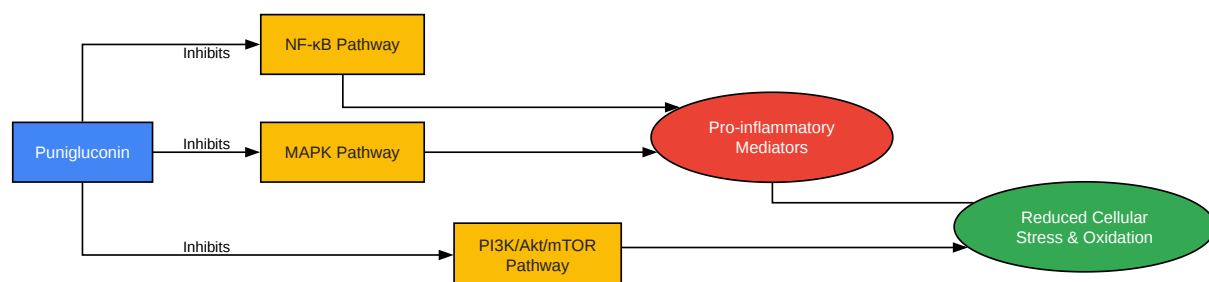 Inhibits
NF-κB Pathway
Punigluconin
Inhibits
MAPK Pathway
Pro-inflammatory
Mediators
Inhibits
PI3K/Akt/mTOR
Pathway
Reduced Cellular
Stress & Oxidation